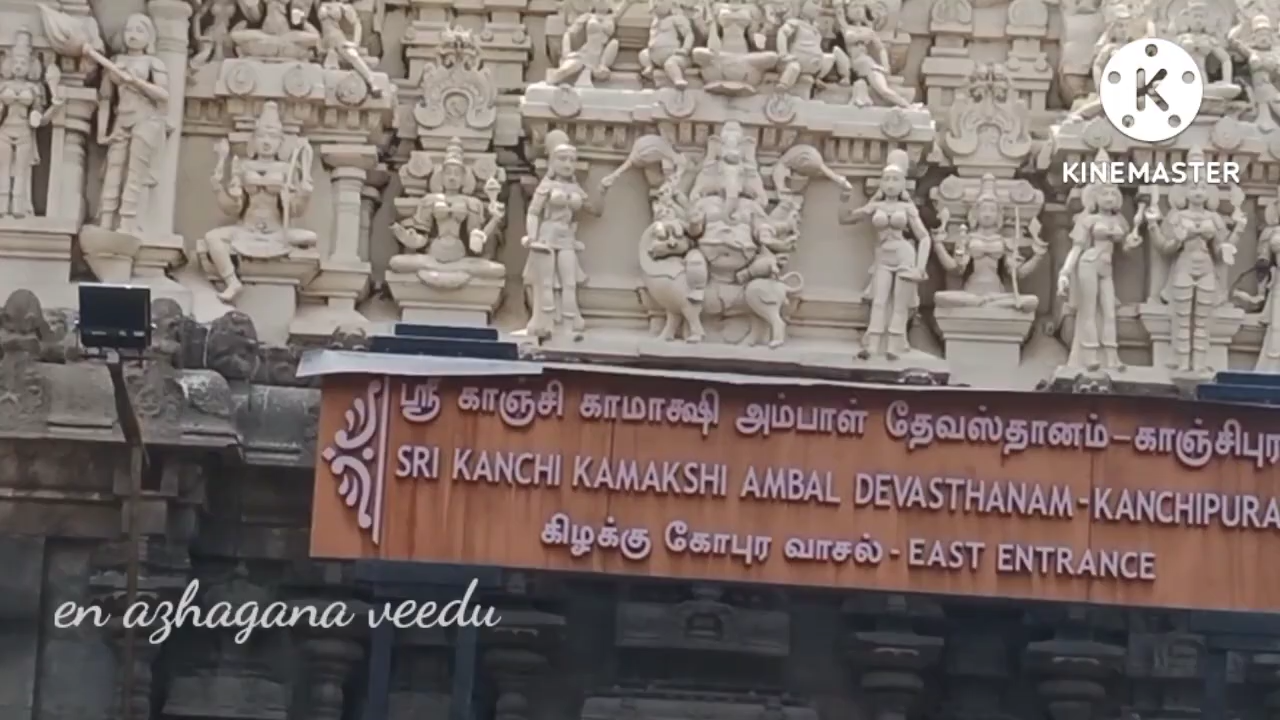 K
KINEMASTER
ஸ்ரீ காஞ்சி காமாக்ஷி அம்பாள் தேவஸ்தானம்-காஞ்சிபுர
SRI KANCHI KAMAKSHI AMBAL DEVASTHANAM-KANCHIPURA
கிழக்கு கோபுர வாசல் - EAST ENTRANCE
en azhagana veedu